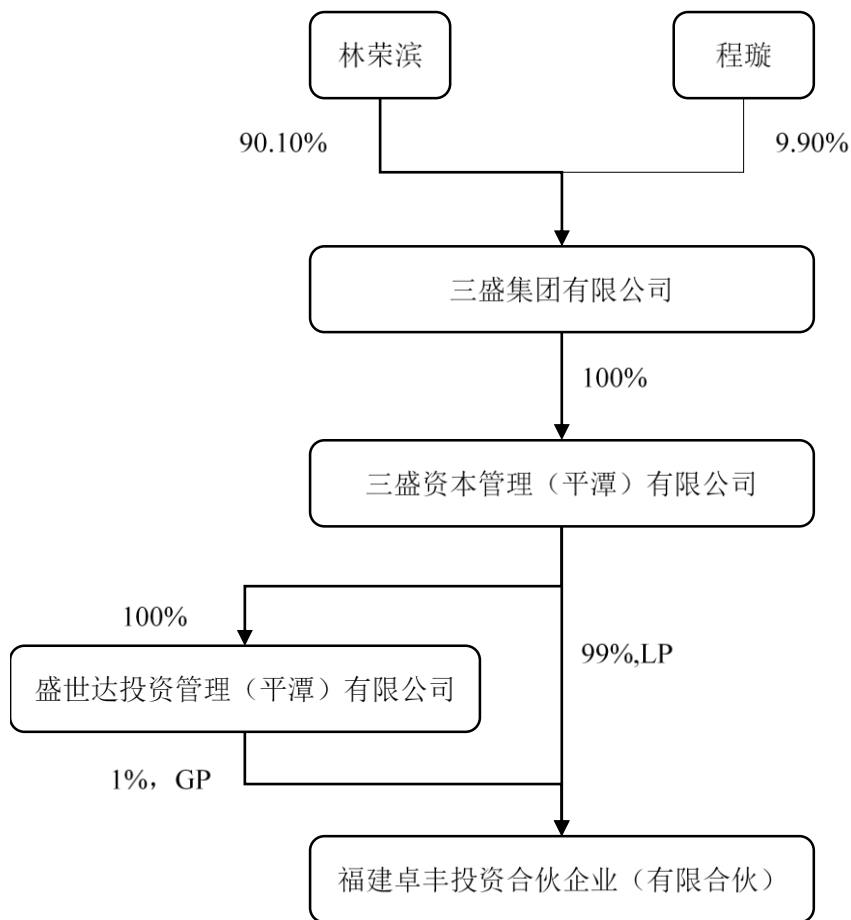 林荣滨
程璇
90.10%
9.90%
三盛集团有限公司
100%
三盛资本管理（平潭）有限公司
100%
99%,LP
盛世达投资管理（平潭）有限公司
1%，GP
福建卓丰投资合伙企业（有限合伙）